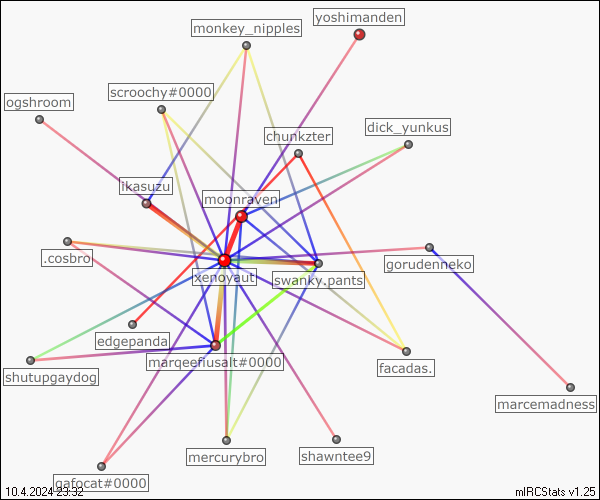 yoshimanden
monkey_nipples
scroochy#0000
ogshroom
dick_yunkus
chunkzter
ikasuzu
moonraven
.cosbro
xenoyaut
swanky.pants
gorudenneko
edgepanda
marqeefiusalt#0000
shutupgaydog
facadas.
marcemadness
mercurybro
shawntee9
gafocat#0000
10.4.2024 23:32
mIRCStats v1.25